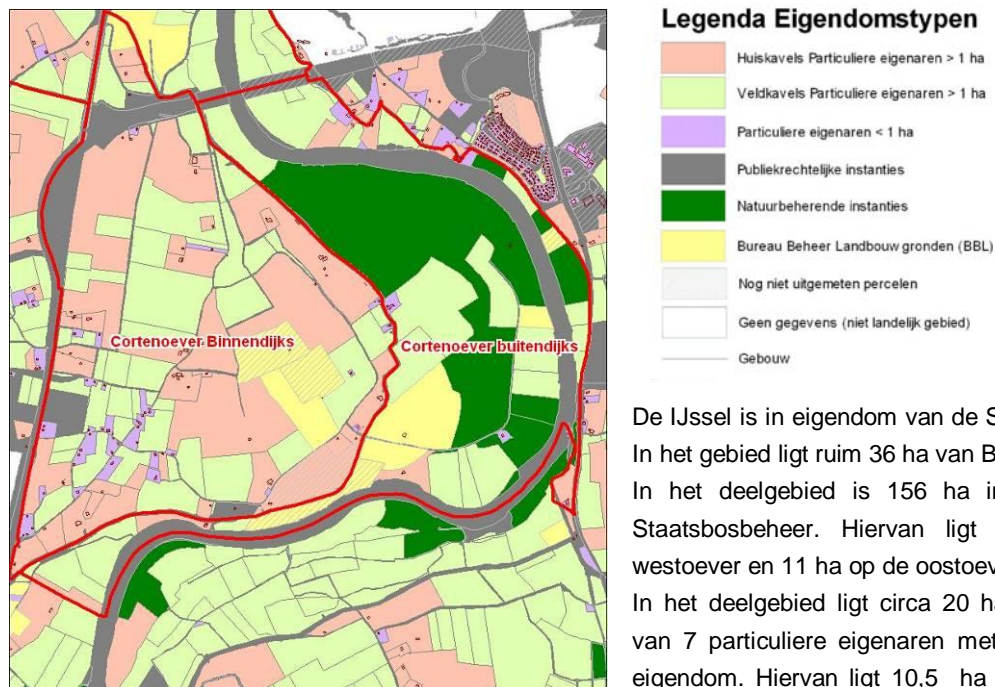 Legenda Eigendomstypen
Huiskavels Particuliere eigenaren > 1 ha
Veldkavels Particuliere eigenaren > 1 ha
Particuliere eigenaren < 1 ha
Publiekrechtelijke instanties
Natuurbeherende instanties
Bureau Beheer Landbouw gronden (BBL)
Nog niet uitgemeten percelen
Geen gegevens (niet landelijk gebied)
Gebouw
Cortenoever Binnendijks
Cortenoever buitendijks
De IJssel is in eigendom van de S
In het gebied ligt ruim 36 ha van B
In het deelgebied is 156 ha in
Staatsbosbeheer. Hiervan ligt
westoever en 11 ha op de oostoev
In het deelgebied ligt circa 20 ha
van 7 particuliere eigenaren met
eigendom. Hiervan ligt 10,5 ha